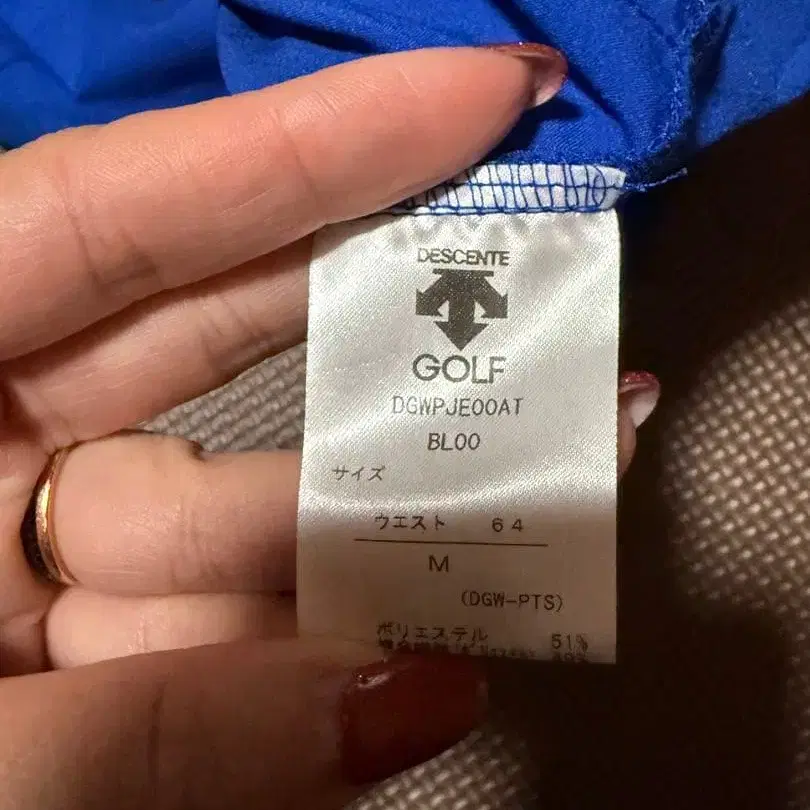 DESCENTE
GOLF
DGWPJE00AT
BL00
サイズ
ウエスト 64
M
(DGW-PTS)
ポリエステル 51%